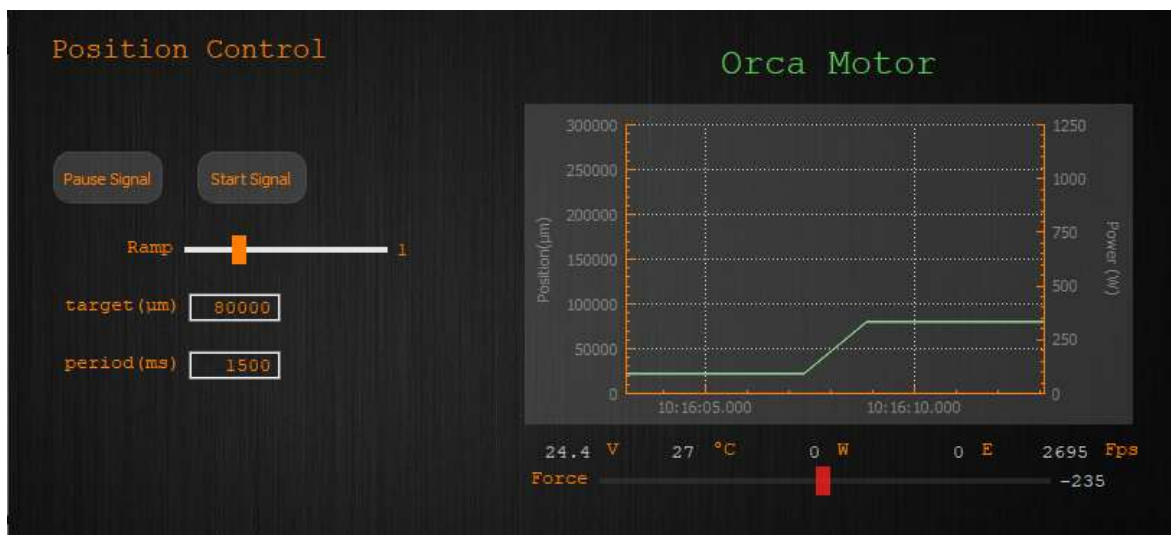 Position Control
Orca Motor
Pause Signal
Start Signal
Ramp 1
target(µm) 80000
period(ms) 1500
300000
250000
200000
150000
100000
50000
0
Position(µm)
1250
1000
750
500
250
0
Power (W)
10:16:05.000 10:16:10.000
24.4 V 27 °C 0 W 0 E 2695 Fps
Force -235